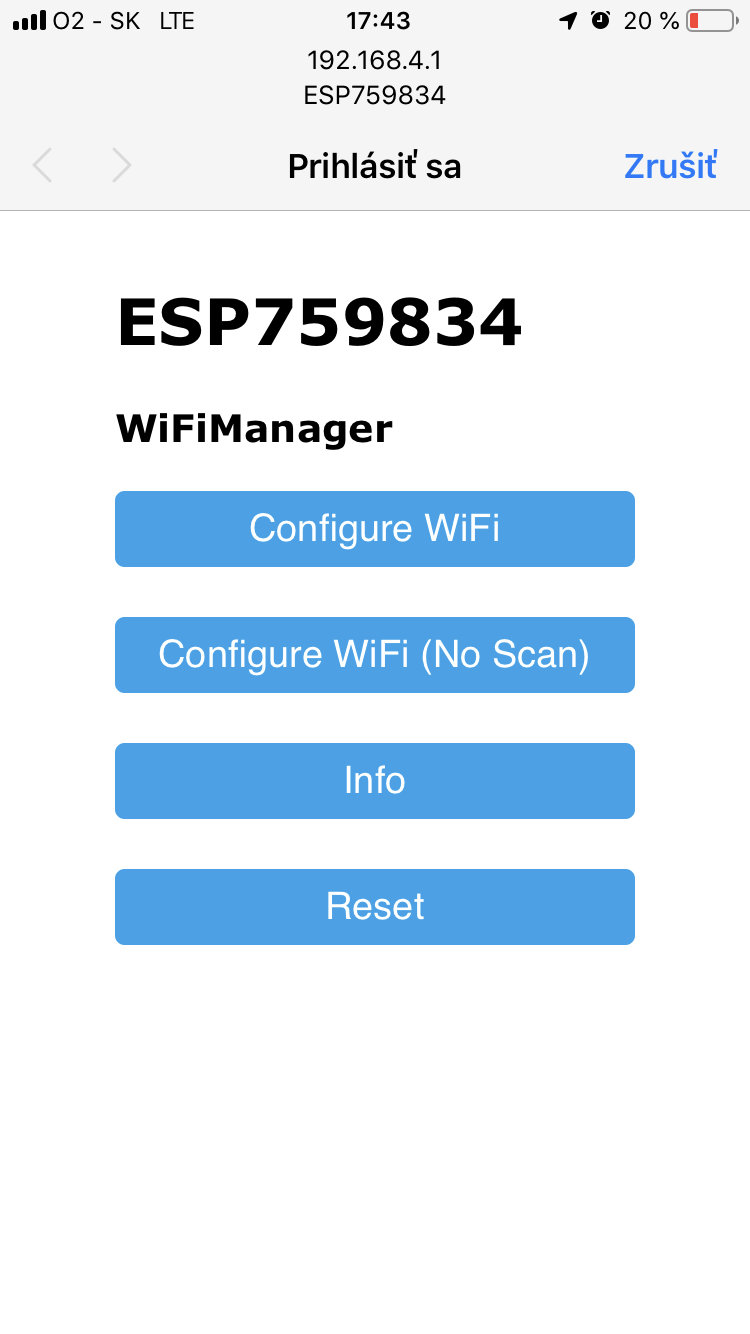 O2 - SK LTE 17:43 20 %
192.168.4.1
ESP759834
Prihlásiť sa Zrušiť
ESP759834
WiFiManager
Configure WiFi
Configure WiFi (No Scan)
Info
Reset